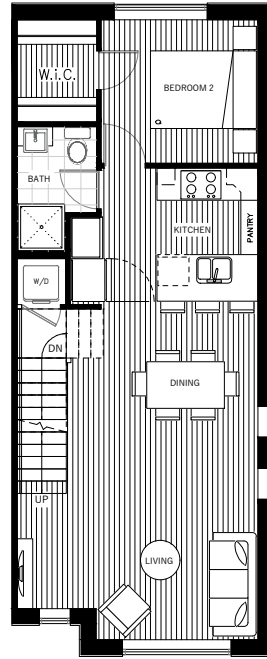 W.i.C.
BEDROOM 2
BATH
KITCHEN
PANTRY
W/D
DN
DINING
UP
LIVING